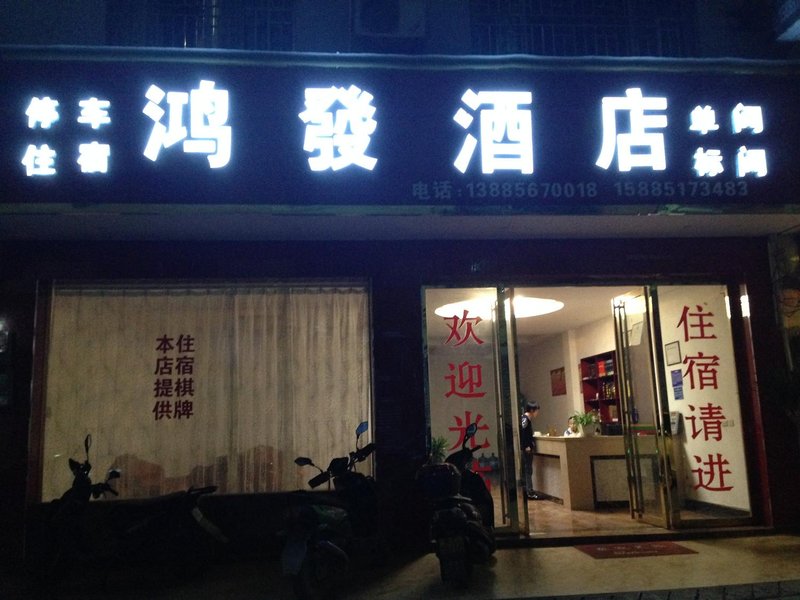 停车
住宿
鸿發酒店
单间
标间
电话:13885670018 15885173483
本店提供
住宿棋牌
欢迎光
住宿请进